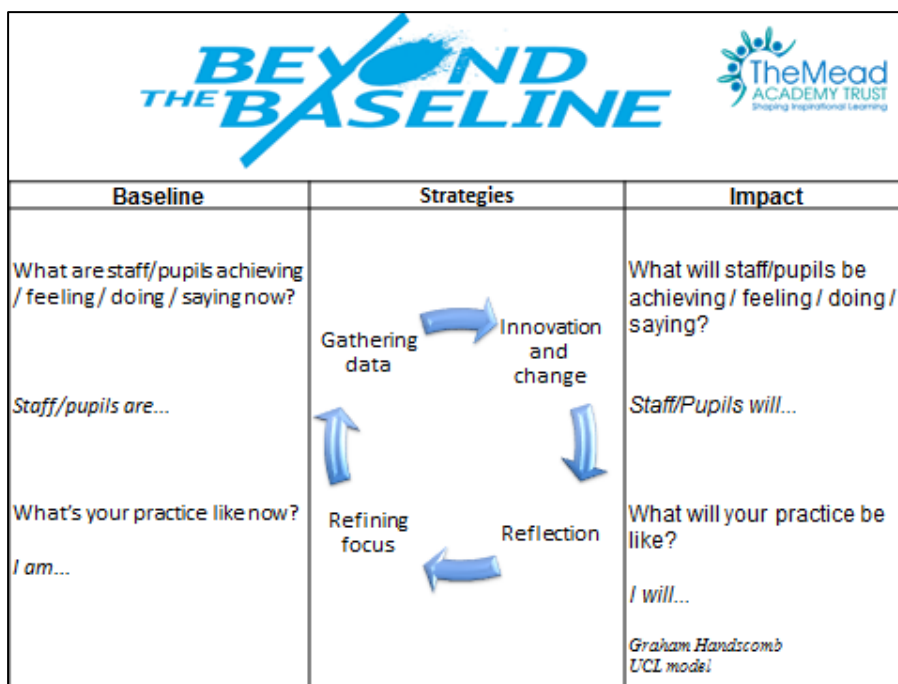 BEYOND
THE BASELINE
TheMead
ACADEMY TRUST
Shaping Inspirational Learning
Baseline
Strategies
Impact
What are staff/pupils achieving
/ feeling / doing / saying now?
Staff/pupils are...
What's your practice like now?
I am...
Gathering
data
Innovation
and
change
Reflection
Refining
focus
What will staff/pupils be
achieving / feeling / doing /
saying?
Staff/Pupils will...
What will your practice be
like?
I will...
Graham Handscomb
UCL model